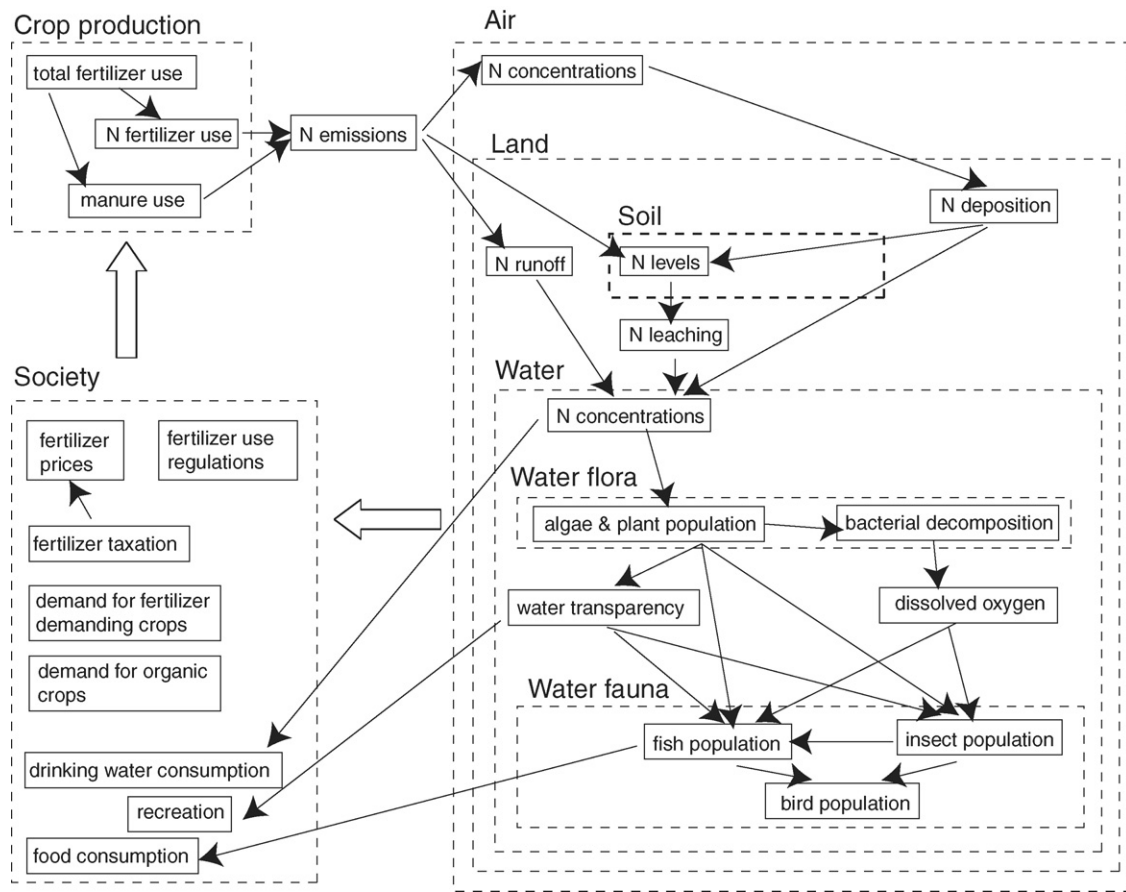 Crop production
total fertilizer use
N fertilizer use
manure use
N emissions
Air
N concentrations
Land
N deposition
Soil
N runoff
N levels
N leaching
Water
N concentrations
Water flora
algae & plant population
bacterial decomposition
water transparency
dissolved oxygen
Water fauna
fish population
insect population
bird population
Society
fertilizer
prices
fertilizer use
regulations
fertilizer taxation
demand for fertilizer
demanding crops
demand for organic
crops
drinking water consumption
recreation
food consumption